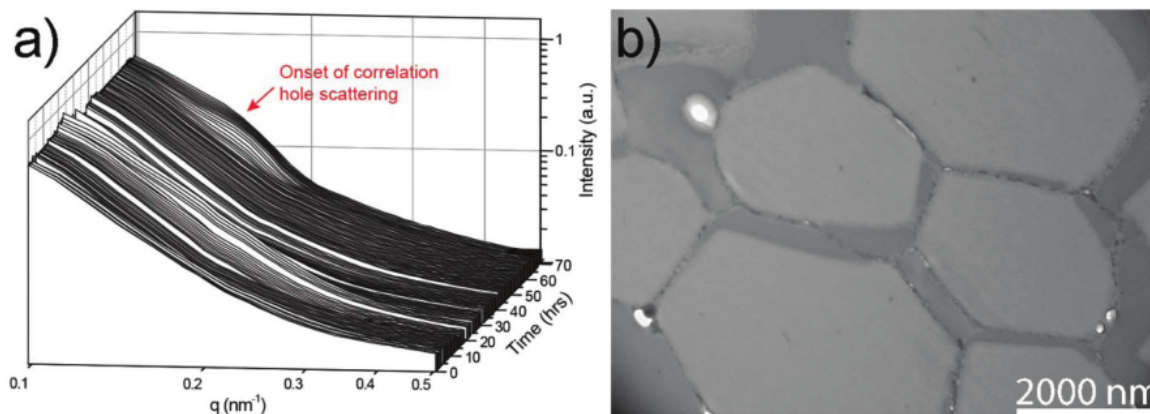 a)
Onset of correlation
hole scattering
1
0.1
Intensity (a.u.)
70
60
50
40
30
20
10
0
Time (hrs)
0.1
0.2
0.3
0.4
0.5
q (nm⁻¹)
b)
2000 nm